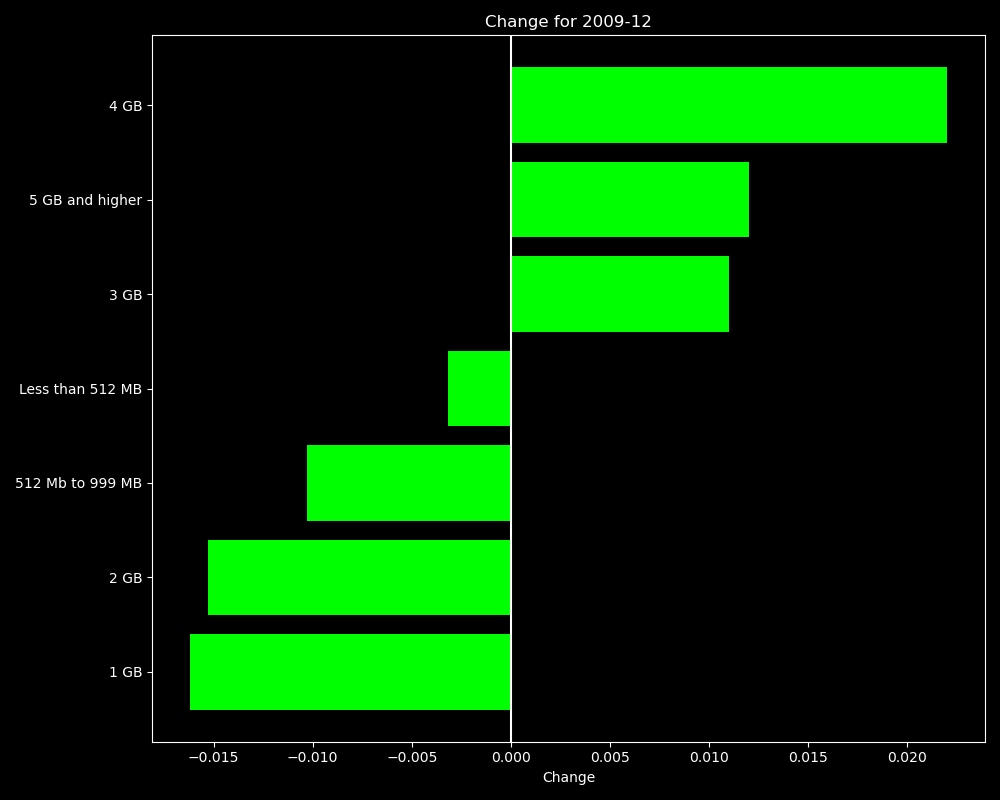 Change for 2009-12
4 GB
5 GB and higher
3 GB
Less than 512 MB
512 Mb to 999 MB
2 GB
1 GB
−0.015 −0.010 −0.005 0.000 0.005 0.010 0.015 0.020
Change